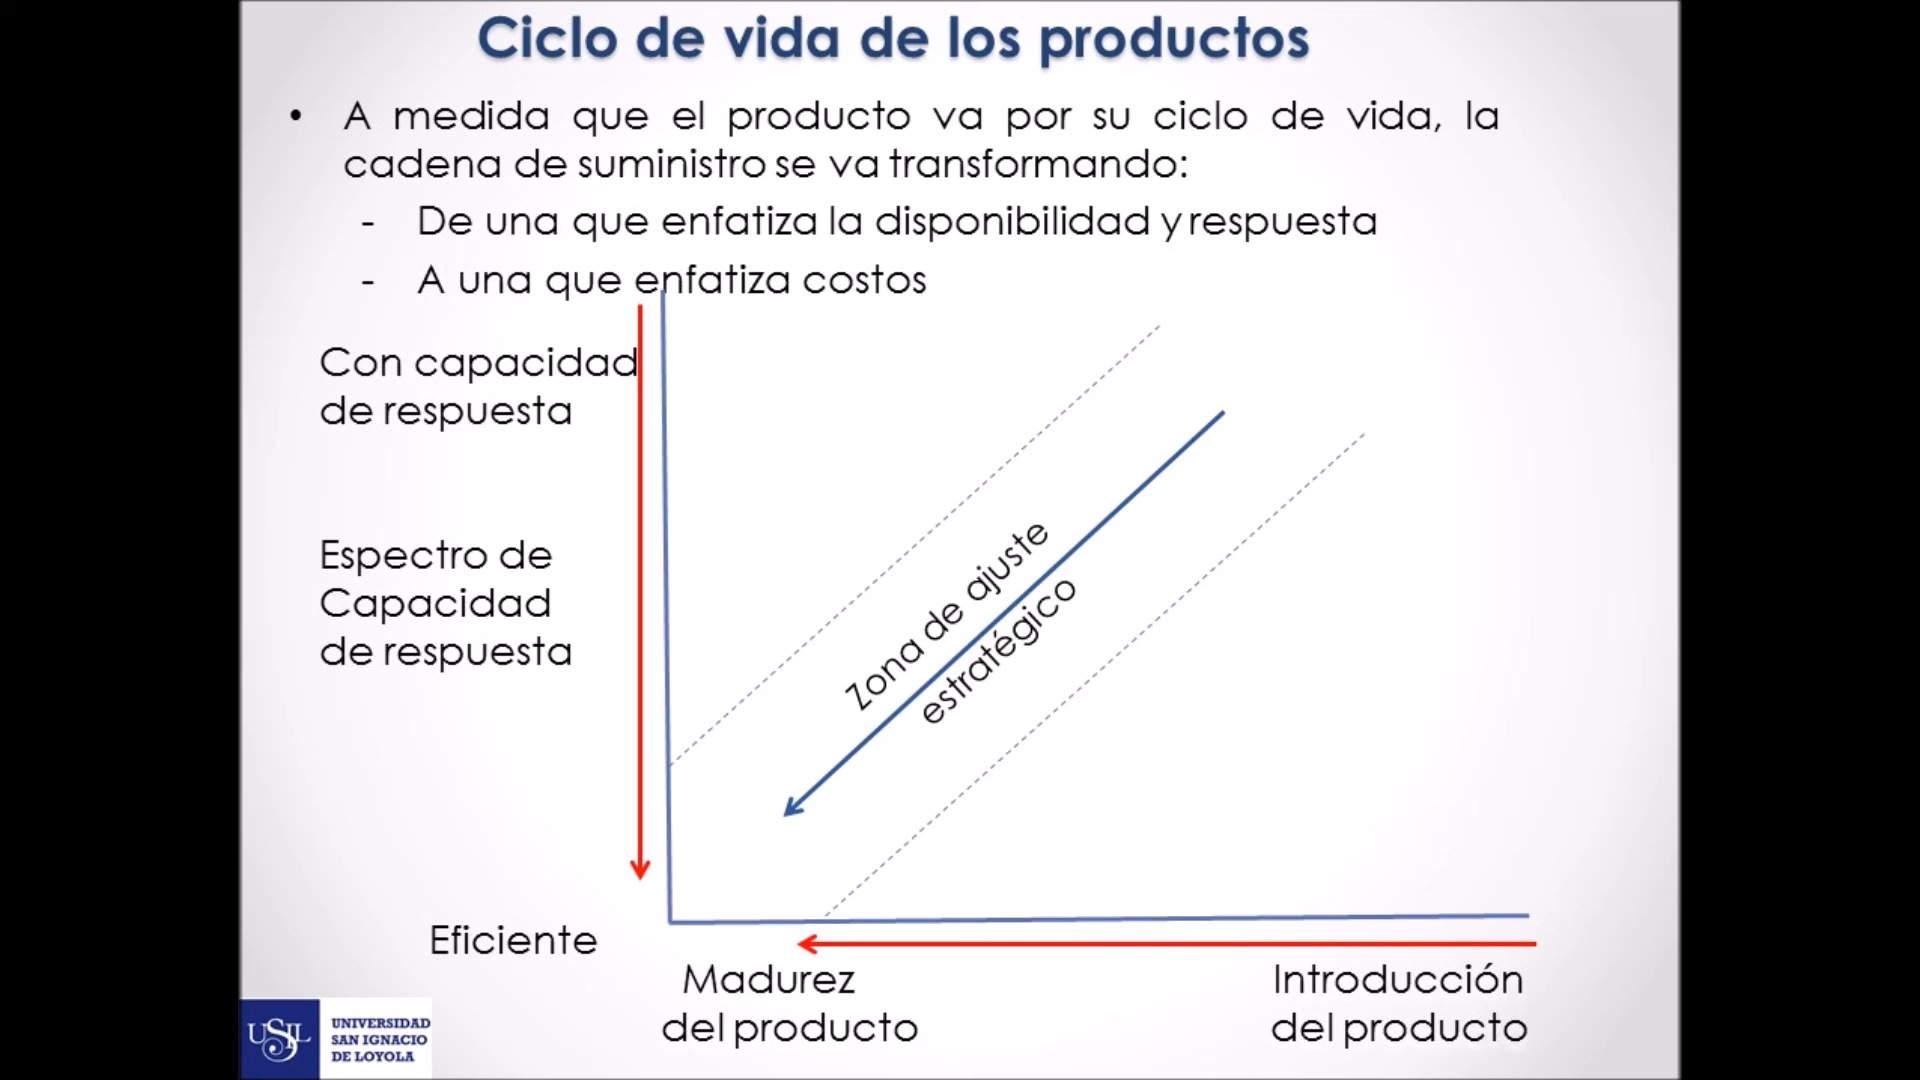 Ciclo de vida de los productos
• A medida que el producto va por su ciclo de vida, la
cadena de suministro se va transformando:
- De una que enfatiza la disponibilidad y respuesta
- A una que enfatiza costos
Con capacidad
de respuesta
Espectro de
Capacidad
de respuesta
Zona de ajuste
estratégico
Eficiente
Madurez
del producto
Introducción
del producto
USIL
UNIVERSIDAD
SAN IGNACIO
DE LOYOLA